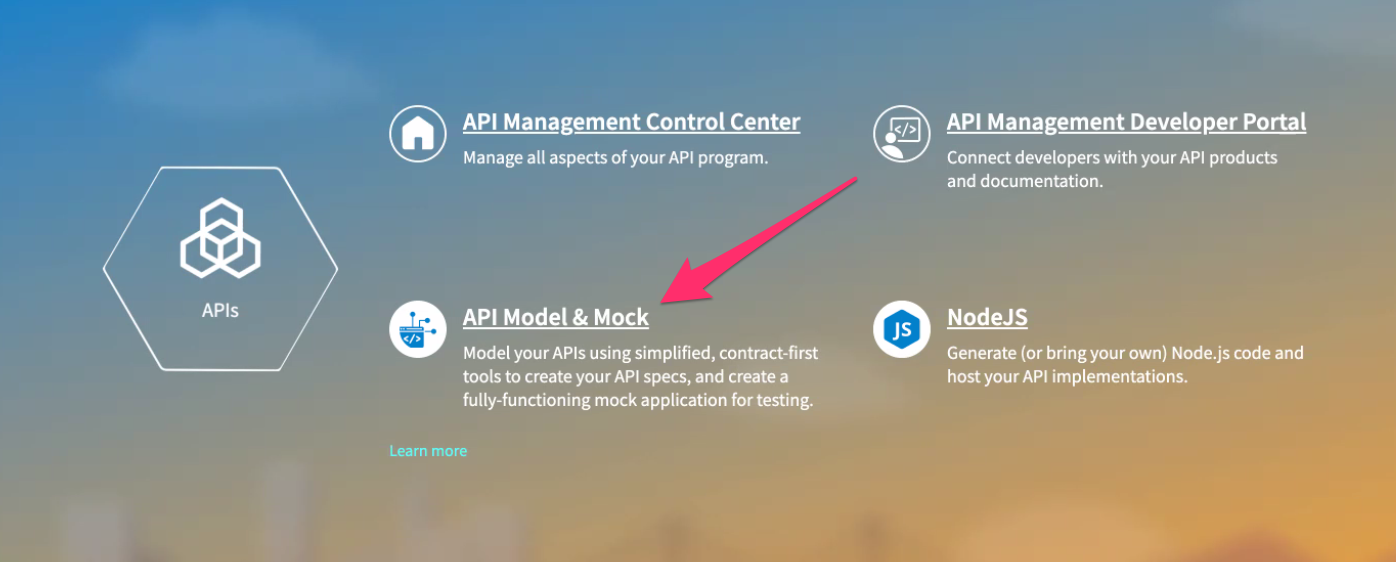 API Management Control Center
Manage all aspects of your API program.
</> API Management Developer Portal
Connect developers with your API products
and documentation.
APIs
</> API Model & Mock
Model your APIs using simplified, contract-first
tools to create your API specs, and create a
fully-functioning mock application for testing.
JS NodeJS
Generate (or bring your own) Node.js code and
host your API implementations.
Learn more